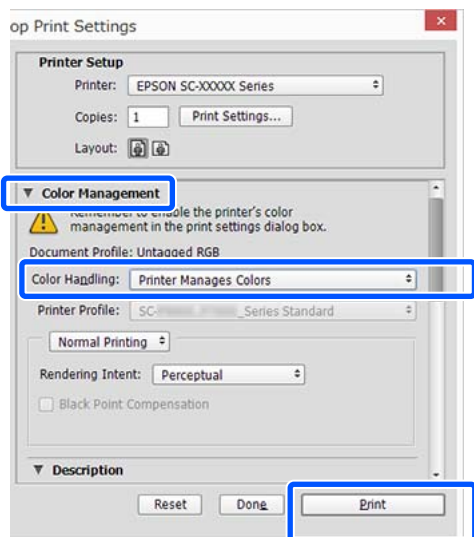 op Print Settings
Printer Setup
Printer: EPSON SC-XXXXX Series
Copies: 1 Print Settings...
Layout:
Color Management
Remember to enable the printer's color
management in the print settings dialog box.
Document Profile: Untagged RGB
Color Handling: Printer Manages Colors
Printer Profile: SC- _Series Standard
Normal Printing
Rendering Intent: Perceptual
Black Point Compensation
Description
Reset Done Print